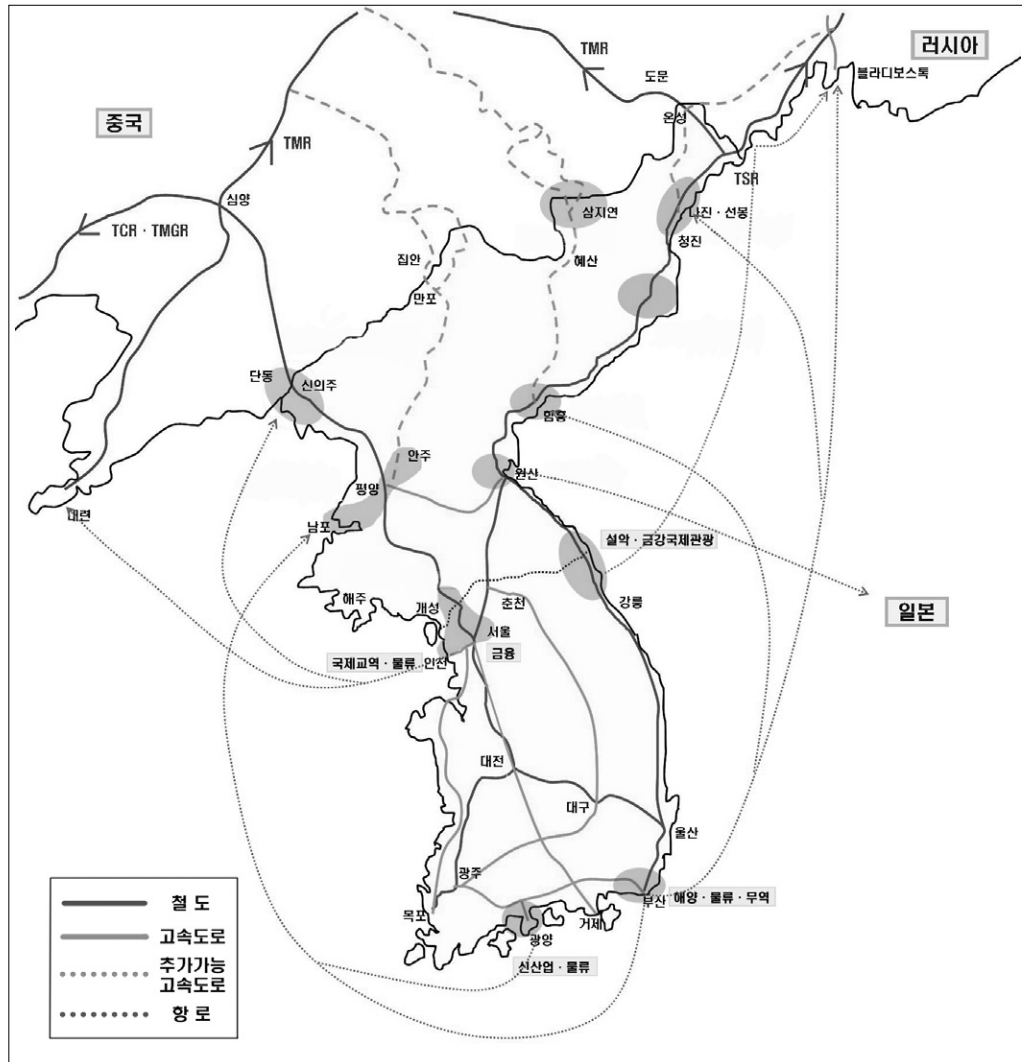 러시아
TMR
블라디보스톡
도문
중국
온성
TMR
TSR
심양
삼지연
나진 · 선봉
TCR · TMGR
청진
집안
혜산
만포
단동
신의주
함흥
안주
원산
평양
대련
남포
설악 · 금강국제관광
해주
개성
춘천
강릉
일본
서울
국제교역 · 물류
인천
금융
대전
대구
울산
광주
부산
해양 · 물류 · 무역
목포
거제
광양
신산업 · 물류
철 도
고속도로
추가가능
고속도로
항 로